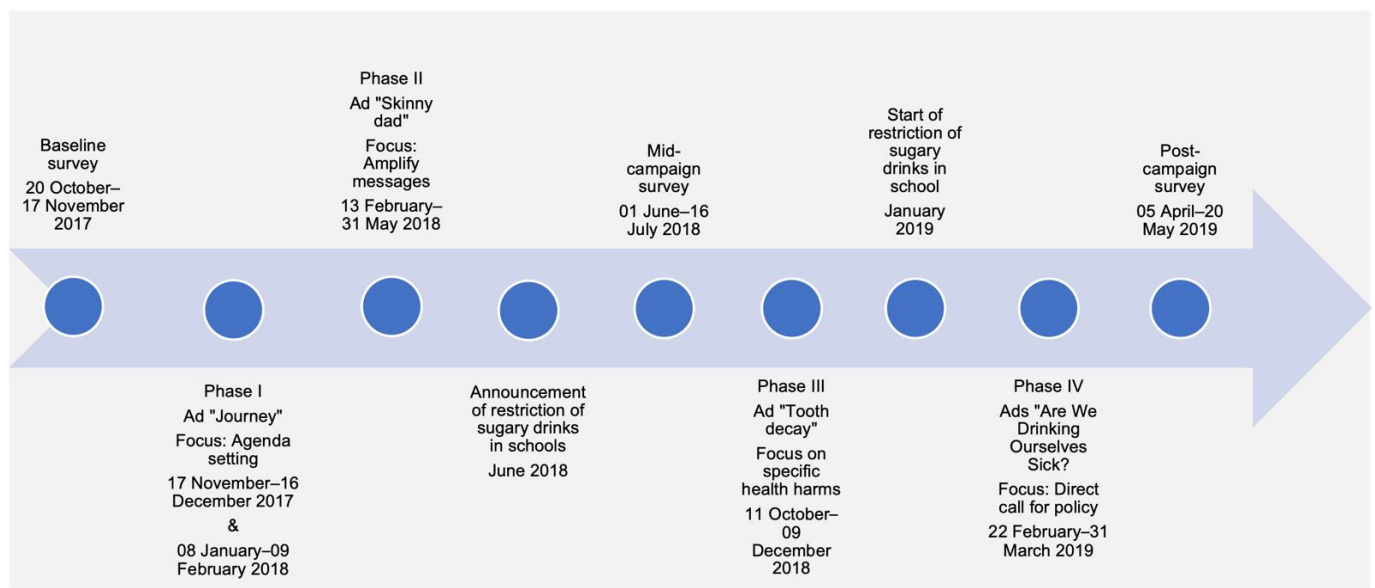 Baseline
survey
20 October–
17 November
2017
Phase I
Ad "Journey"
Focus: Agenda
setting
17 November–16
December 2017
&
08 January–09
February 2018
Phase II
Ad "Skinny
dad"
Focus:
Amplify
messages
13 February–
31 May 2018
Announcement
of restriction of
sugary drinks
in schools
June 2018
Mid-
campaign
survey
01 June–16
July 2018
Phase III
Ad "Tooth
decay"
Focus on
specific
health harms
11 October–
09
December
2018
Start of
restriction of
sugary
drinks in
school
January
2019
Phase IV
Ads "Are We
Drinking
Ourselves
Sick?
Focus: Direct
call for policy
22 February–31
March 2019
Post-
campaign
survey
05 April–20
May 2019